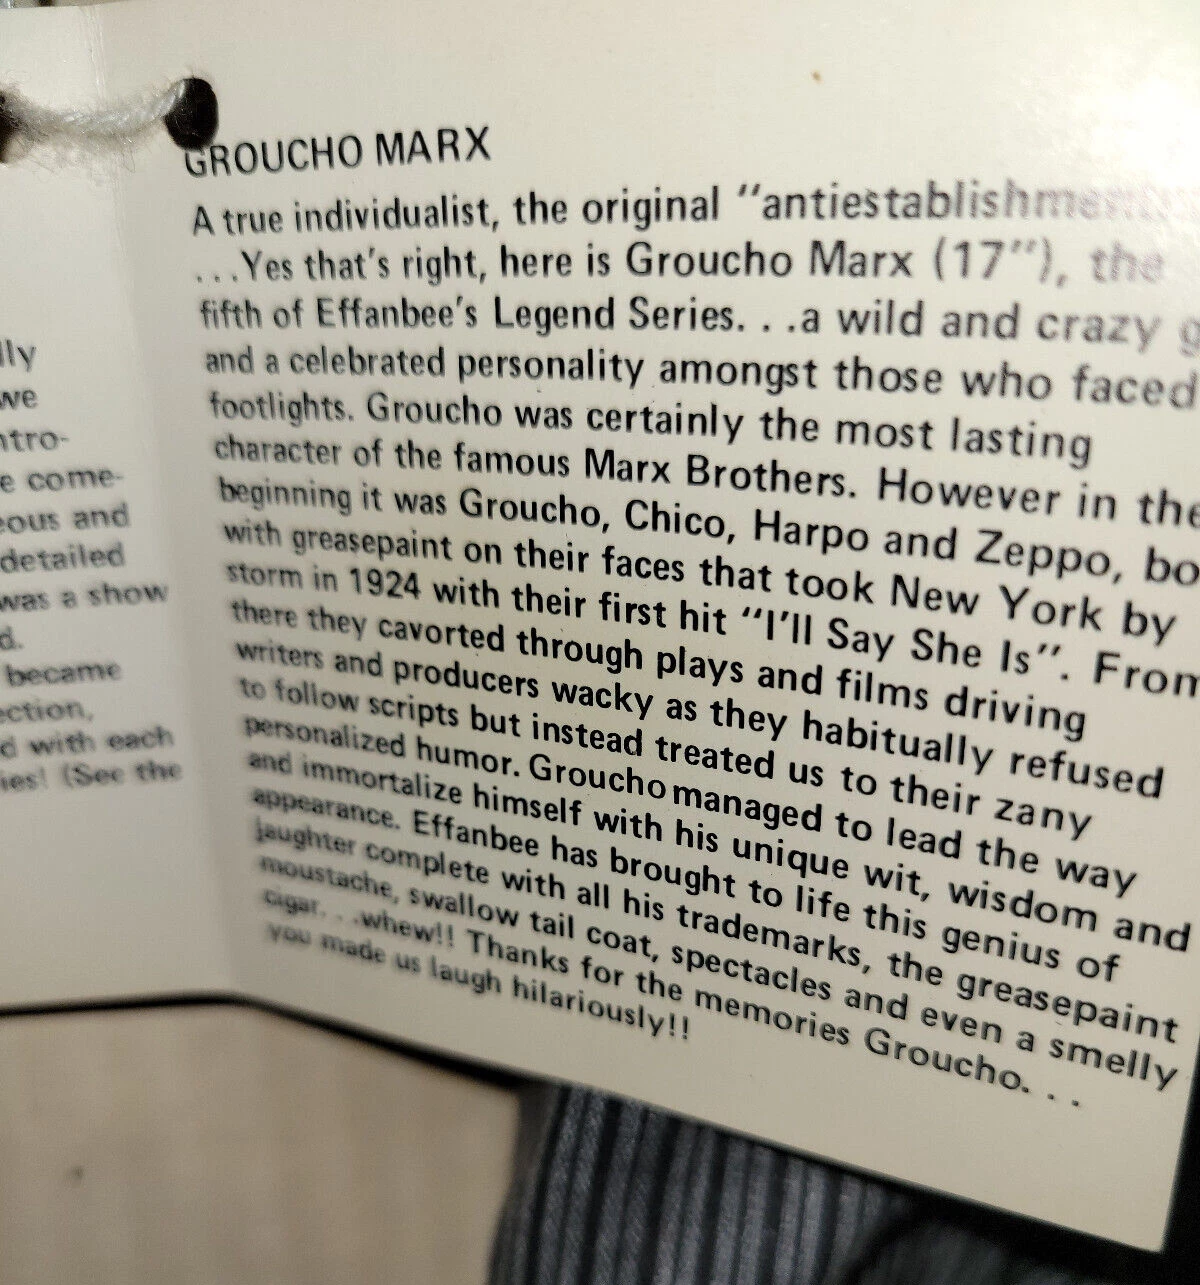 lly
we
ntro-
e come-
eous and
detailed
was a show
d.
became
ection,
d with each
ies! (See the
GROUCHO MARX
A true individualist, the original "antiestablishment
...Yes that's right, here is Groucho Marx (17"), the
fifth of Effanbee's Legend Series. . .a wild and crazy g
and a celebrated personality amongst those who faced
footlights. Groucho was certainly the most lasting
character of the famous Marx Brothers. However in the
beginning it was Groucho, Chico, Harpo and Zeppo, bo
with greasepaint on their faces that took New York by
storm in 1924 with their first hit "I'll Say She Is". From
there they cavorted through plays and films driving
writers and producers wacky as they habitually refused
to follow scripts but instead treated us to their zany
personalized humor. Groucho managed to lead the way
and immortalize himself with his unique wit, wisdom and
appearance. Effanbee has brought to life this genius of
laughter complete with all his trademarks, the greasepaint
moustache, swallow tail coat, spectacles and even a smelly
cigar. . .whew!! Thanks for the memories Groucho. . .
you made us laugh hilariously!!